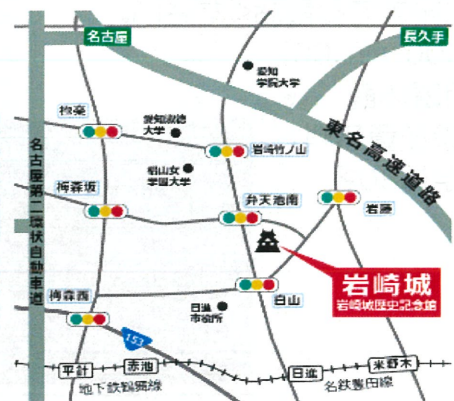 名古屋
長久手
愛知
学院大学
極楽
愛知淑徳
大学
岩崎竹ノ山
東名高速道路
椙山女
学園大学
名古屋第二環状自動車道
梅森坂
弁天池南
岩藤
岩崎城
岩崎城歴史記念館
白山
梅森西
日進
市役所
153
平針
赤池
日進
米野木
地下鉄鶴舞線
名鉄豊田線